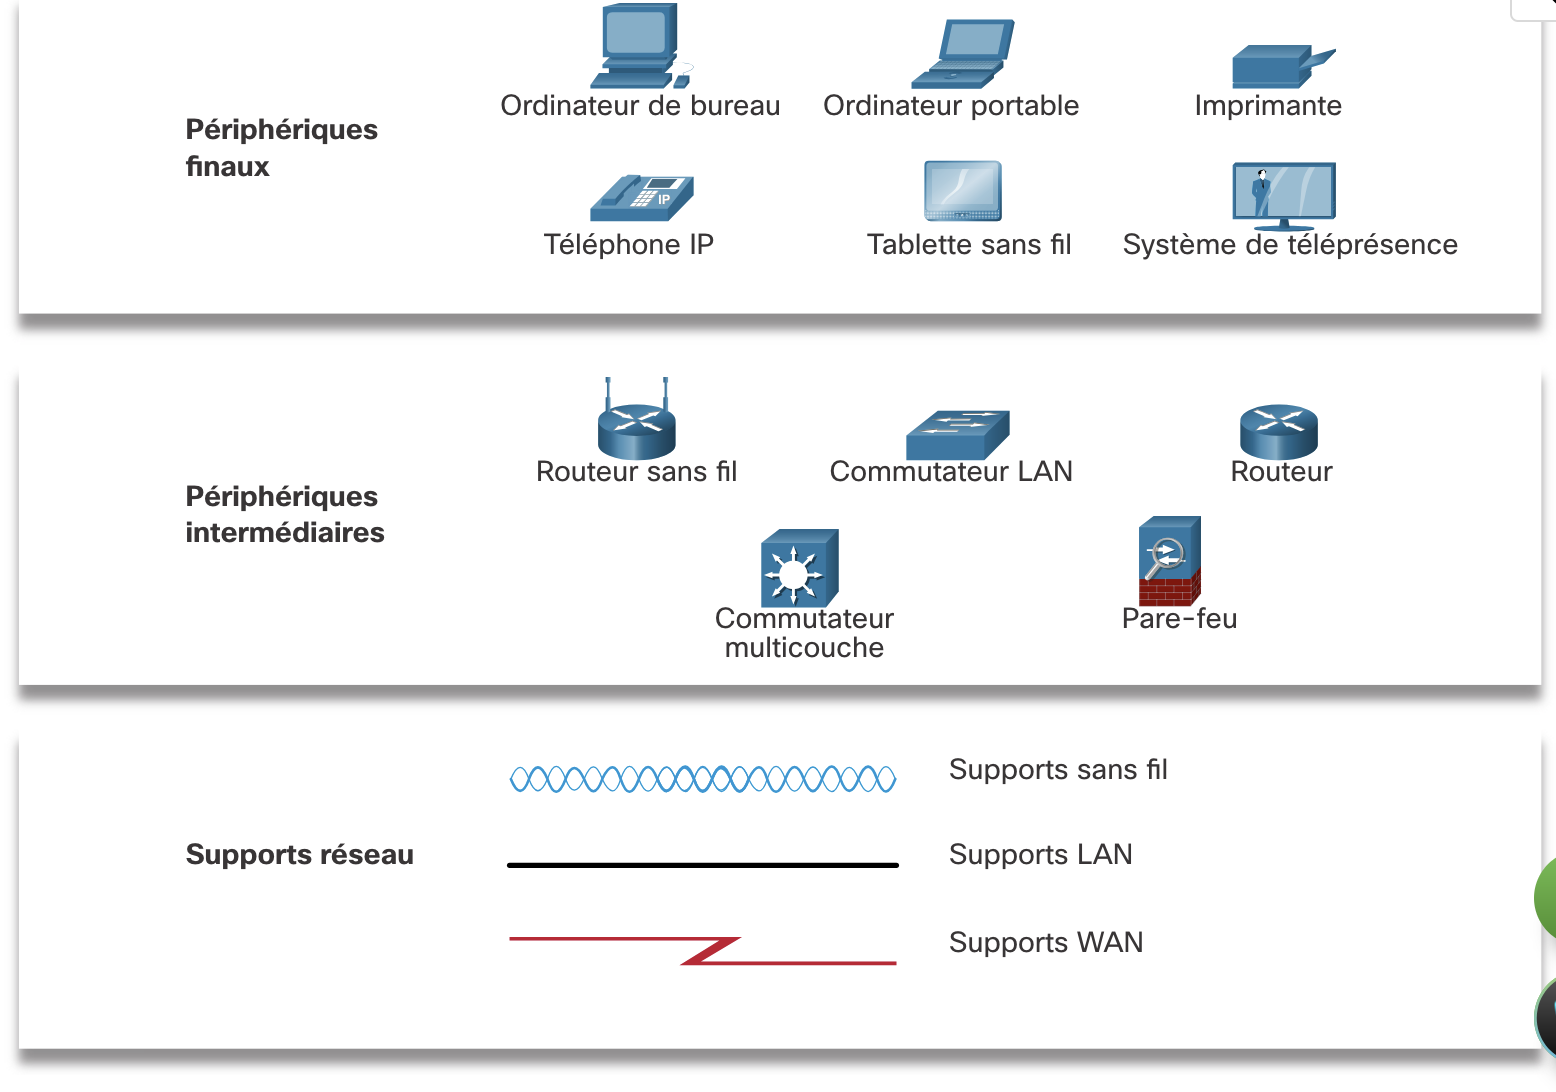 Ordinateur de bureau
Ordinateur portable
Imprimante
Périphériques
finaux
IP
Téléphone IP
Tablette sans fil
Système de téléprésence
Routeur sans fil
Commutateur LAN
Routeur
Périphériques
intermédiaires
Commutateur
multicouche
Pare-feu
Supports sans fil
Supports réseau
Supports LAN
Supports WAN